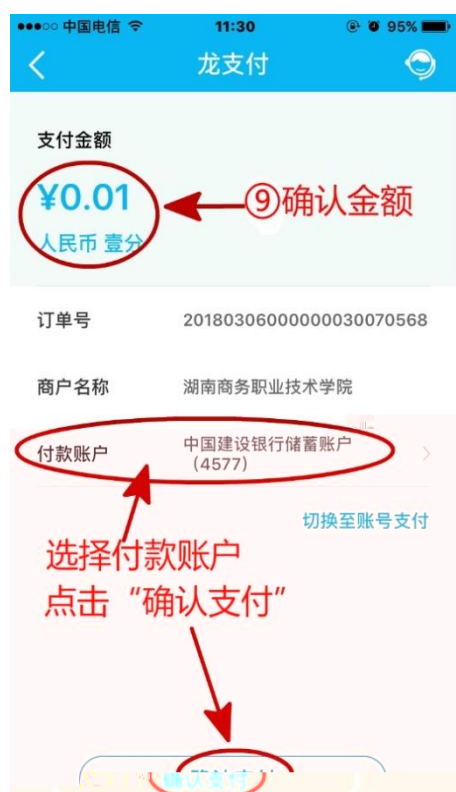 中国电信 11:30 95%
龙支付
支付金额
¥0.01
⑨确认金额
人民币 壹分
订单号 20180306000000030070568
商户名称 湖南商务职业技术学院
付款账户 中国建设银行储蓄账户
(4577)
切换至账号支付
选择付款账户
点击“确认支付”
确认支付